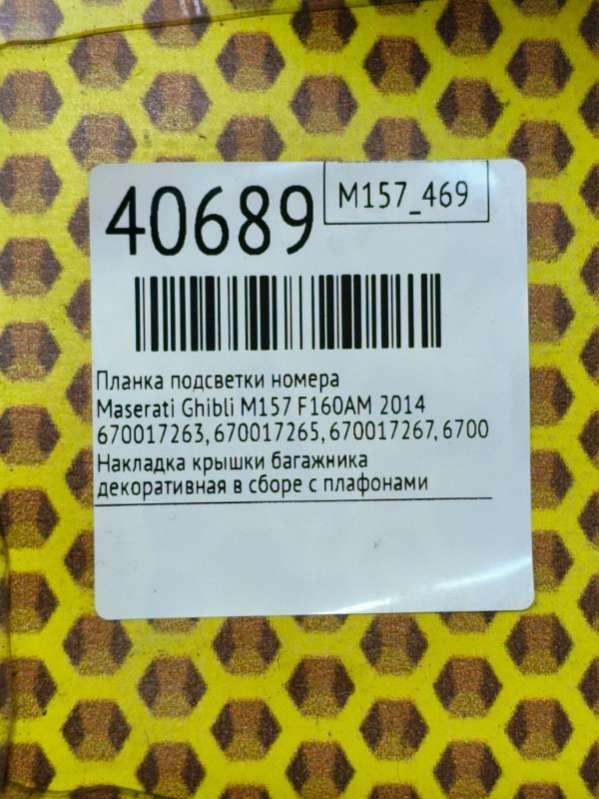 40689
M157_469
Планка подсветки номера
Maserati Ghibli M157 F160AM 2014
670017263, 670017265, 670017267, 6700
Накладка крышки багажника
декоративная в сборе с плафонами